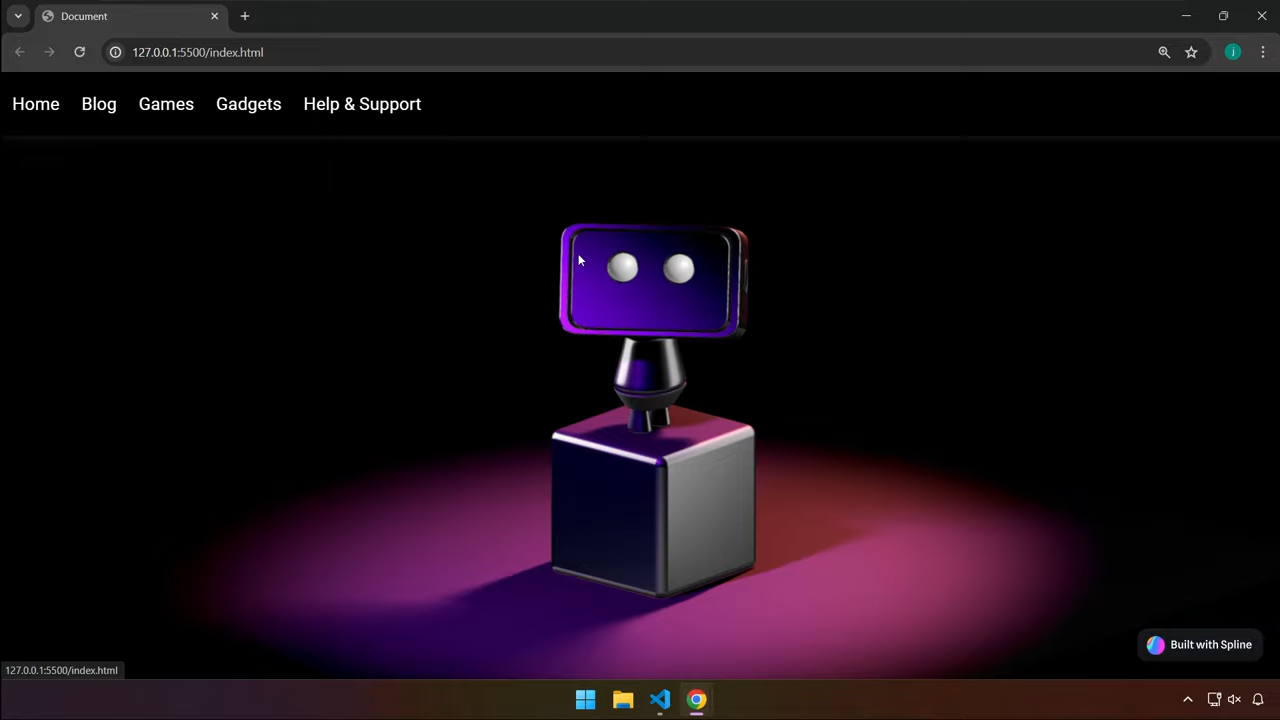 Document
127.0.0.1:5500/index.html
j
Home Blog Games Gadgets Help & Support
Built with Spline
127.0.0.1:5500/index.html